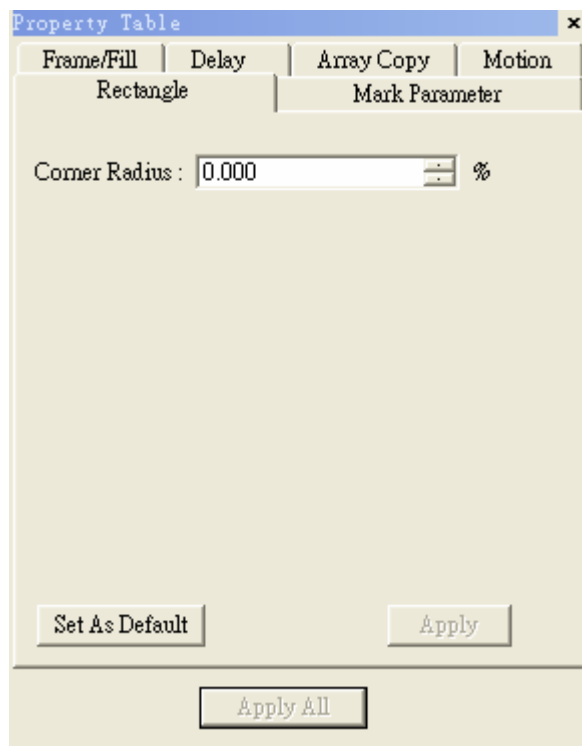 Property Table
Frame/Fill Delay Array Copy Motion
Rectangle Mark Parameter
Corner Radius : 0.000 %
Set As Default Apply
Apply All